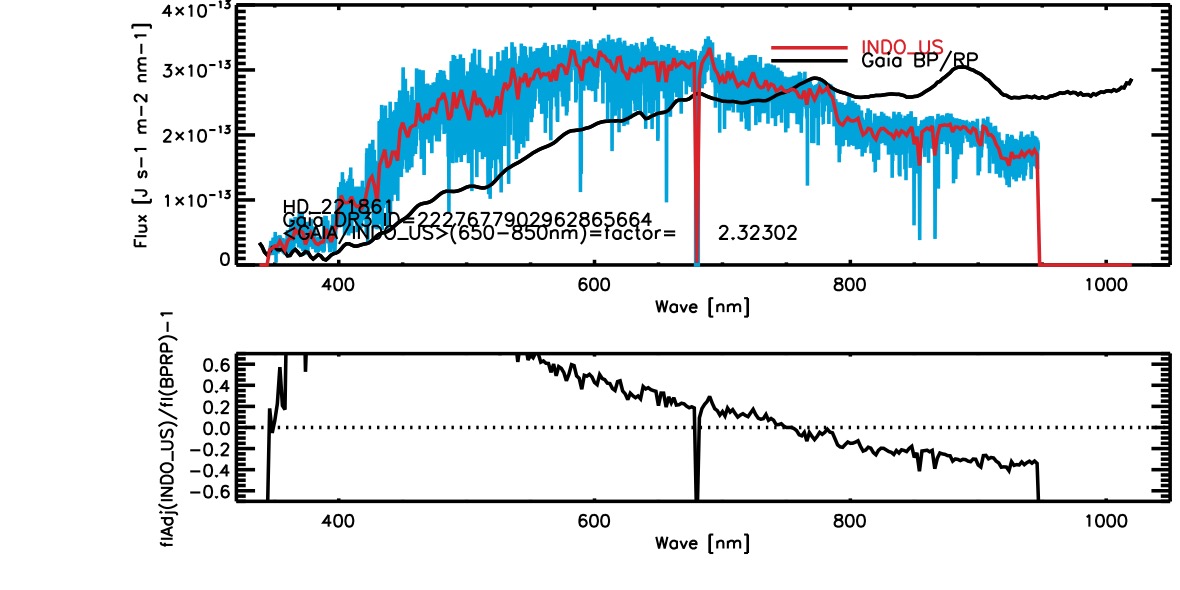 4×10−13
3×10−13
2×10−13
1×10−13
0
Flux [J s−1 m−2 nm−1]
INDO_US
Gaia BP/RP
HD_221861
Gaia DR3 ID=2227677902962865664
<GAIA/INDO_US>(650−850nm)=factor= 2.32302
400 600 800 1000
Wave [nm]
flAdj(INDO_US)/fl(BPRP)−1
0.6
0.4
0.2
0.0
−0.2
−0.4
−0.6
400 600 800 1000
Wave [nm]